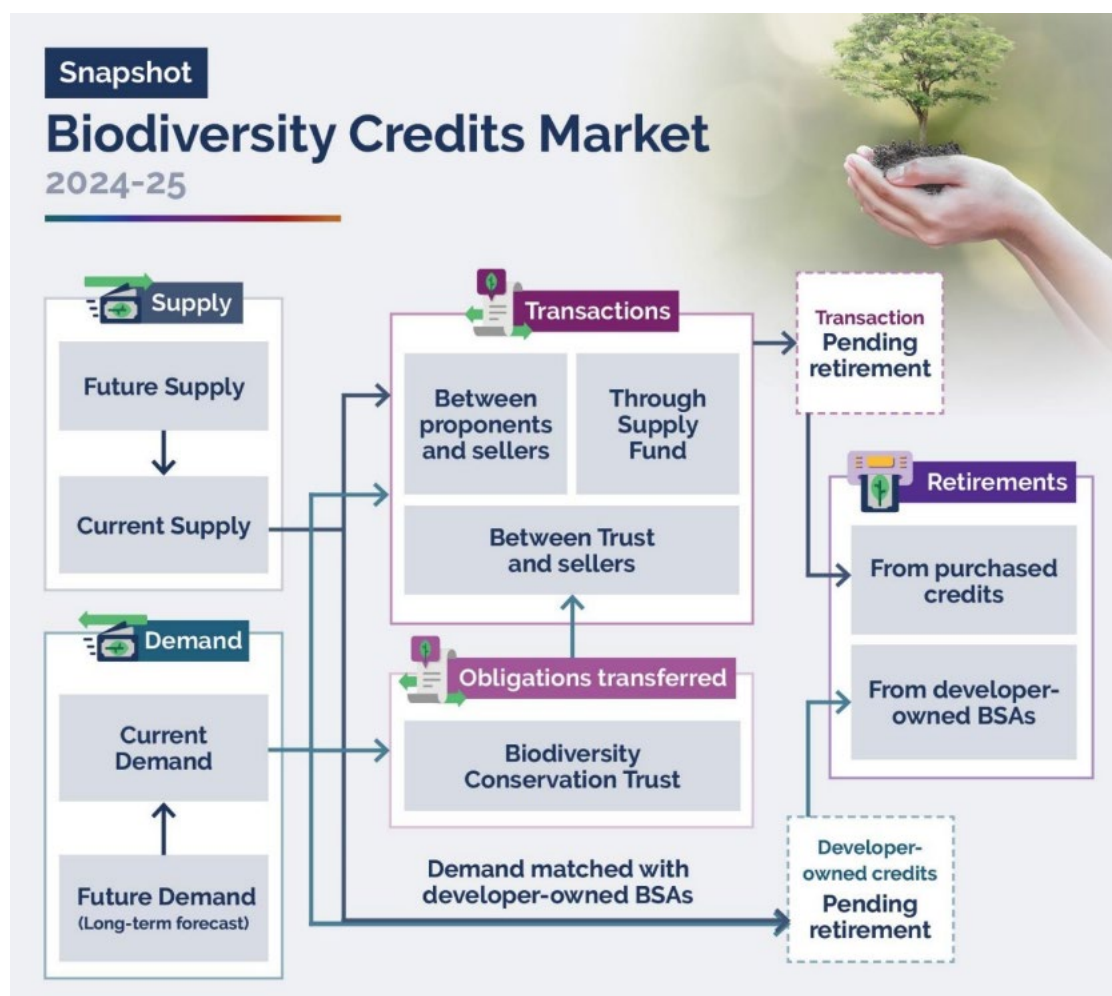 Snapshot
Biodiversity Credits Market
2024-25
Supply
Future Supply
Current Supply
Demand
Current
Demand
Future Demand
(Long-term forecast)
Transactions
Between
proponents
and sellers
Through
Supply
Fund
Between Trust
and sellers
Obligations transferred
Biodiversity
Conservation Trust
Demand matched with
developer-owned BSAs
Transaction
Pending
retirement
Retirements
From purchased
credits
From developer-
owned BSAs
Developer-
owned credits
Pending
retirement